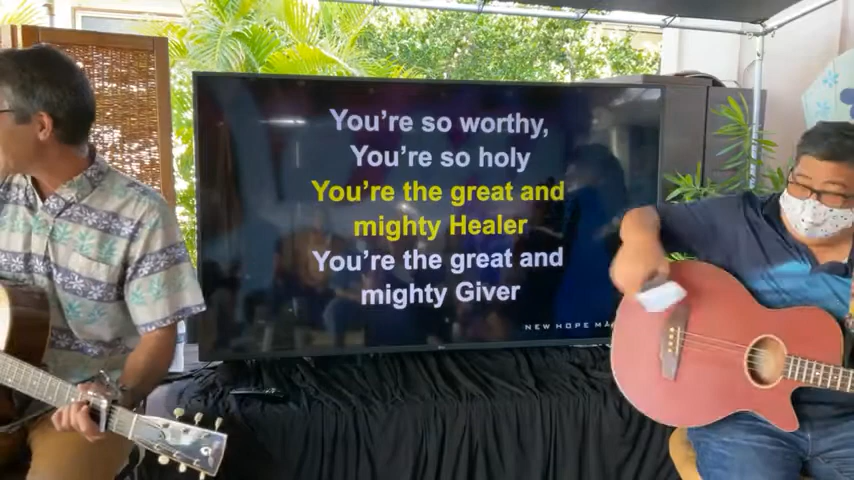 You're so worthy,
You're so holy
You're the great and
mighty Healer
You're the great and
mighty Giver
NEW HOPE